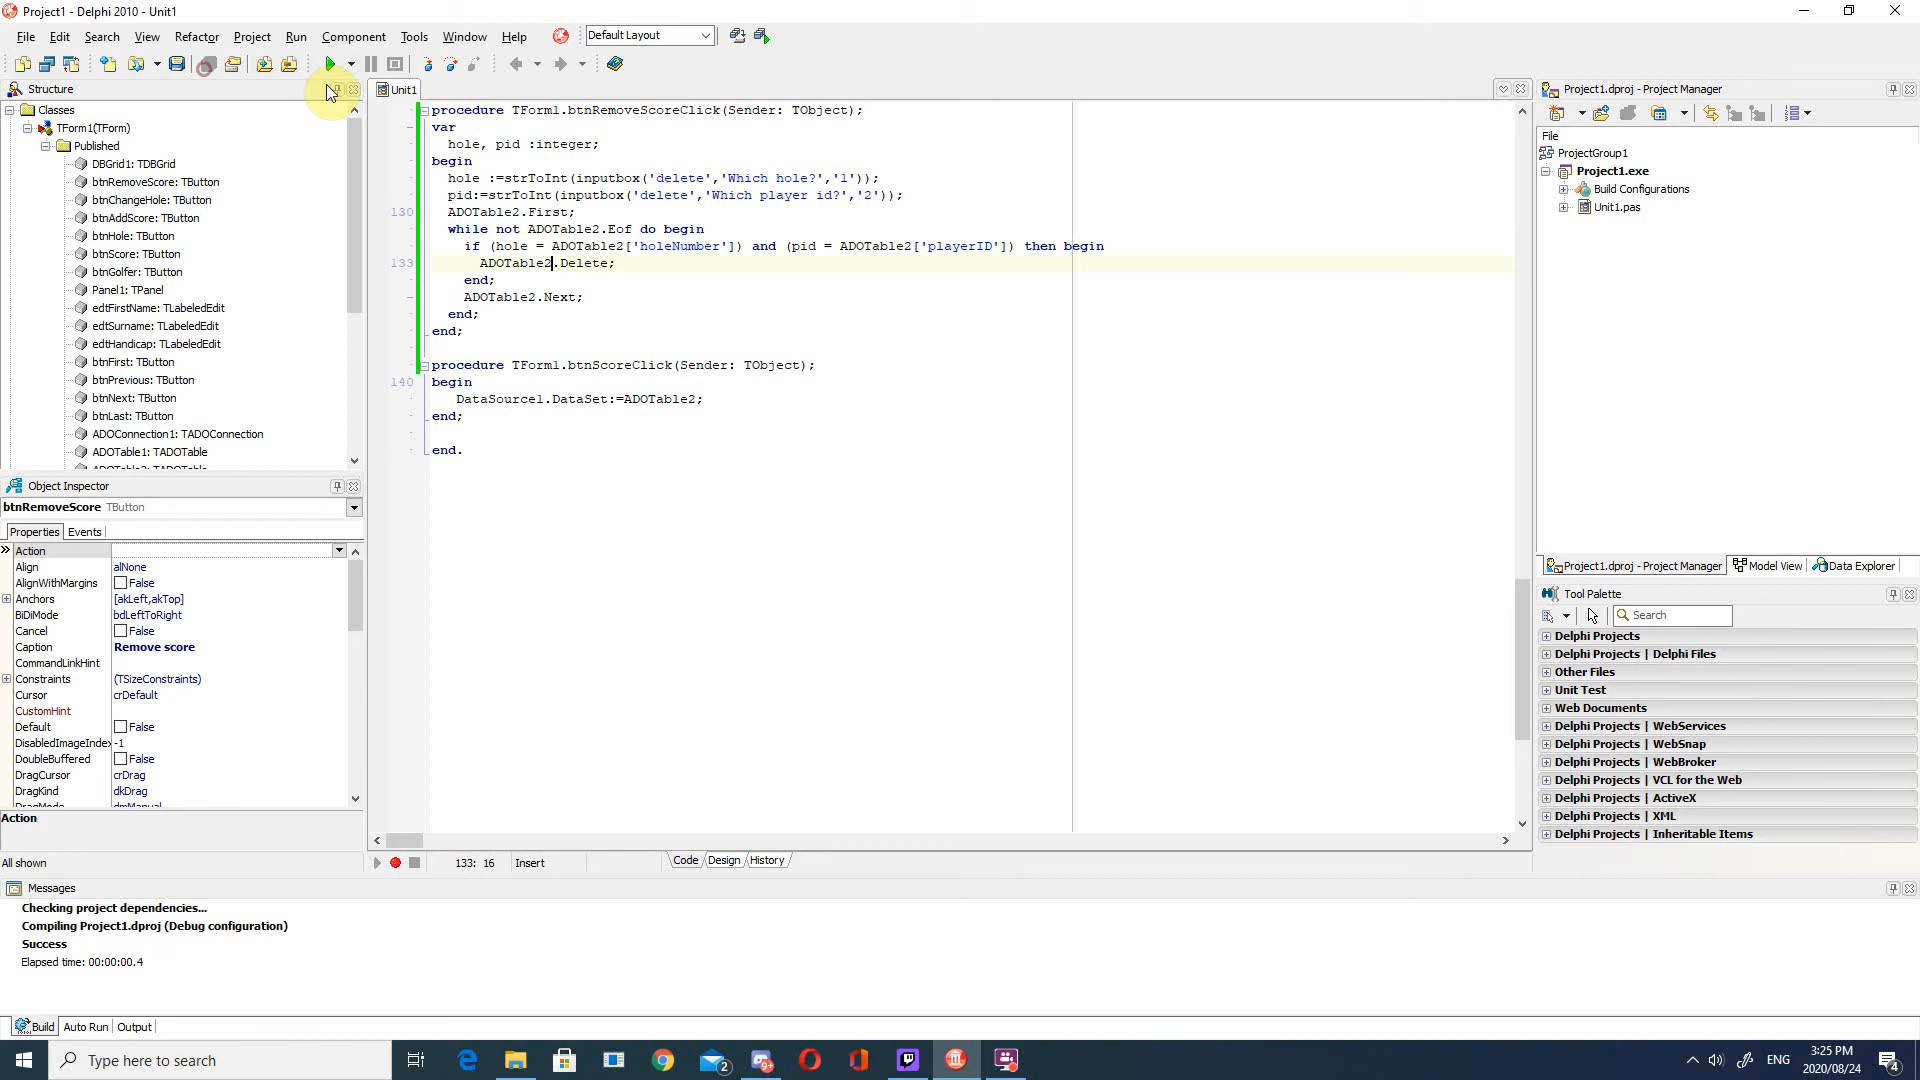 Project1 - Delphi 2010 - Unit1
File Edit Search View Refactor Project Run Component Tools Window Help Default Layout
Structure
Classes
TForm1(TForm)
Published
DBGrid1: TDBGrid
btnRemoveScore: TButton
btnChangeHole: TButton
btnAddScore: TButton
btnHole: TButton
btnScore: TButton
btnGolfer: TButton
Panel1: TPanel
edtFirstName: TLabeledEdit
edtSurname: TLabeledEdit
edtHandicap: TLabeledEdit
btnFirst: TButton
btnPrevious: TButton
btnNext: TButton
btnLast: TButton
ADOConnection1: TADOConnection
ADOTable1: TADOTable
Object Inspector
btnRemoveScore TButton
Properties Events
Action
Align alNone
AlignWithMargins False
Anchors [akLeft,akTop]
BiDiMode bdLeftToRight
Cancel False
Caption Remove score
CommandLinkHint
Constraints (TSizeConstraints)
Cursor crDefault
CustomHint
Default False
DisabledImageIndex -1
DoubleBuffered False
DragCursor crDrag
DragKind dkDrag
DragMode dmManual
Action
All shown
Unit1
procedure TForm1.btnRemoveScoreClick(Sender: TObject);
var
hole, pid :integer;
begin
hole :=strToInt(inputbox('delete','Which hole?','1'));
pid:=strToInt(inputbox('delete','Which player id?','2'));
130 ADOTable2.First;
while not ADOTable2.Eof do begin
if (hole = ADOTable2['holeNumber']) and (pid = ADOTable2['playerID']) then begin
133 ADOTable2.Delete;
end;
ADOTable2.Next;
end;
end;
procedure TForm1.btnScoreClick(Sender: TObject);
140 begin
DataSource1.DataSet:=ADOTable2;
end;
end.
133: 16 Insert Code Design History
Project1.dproj - Project Manager
File
ProjectGroup1
Project1.exe
Build Configurations
Unit1.pas
Project1.dproj - Project Manager Model View Data Explorer
Tool Palette
Search
Delphi Projects
Delphi Projects | Delphi Files
Other Files
Unit Test
Web Documents
Delphi Projects | WebServices
Delphi Projects | WebSnap
Delphi Projects | WebBroker
Delphi Projects | VCL for the Web
Delphi Projects | ActiveX
Delphi Projects | XML
Delphi Projects | Inheritable Items
Messages
Checking project dependencies...
Compiling Project1.dproj (Debug configuration)
Success
Elapsed time: 00:00:00.4
Build Auto Run Output
Type here to search
2
9+
ENG
3:25 PM
2020/08/24
4